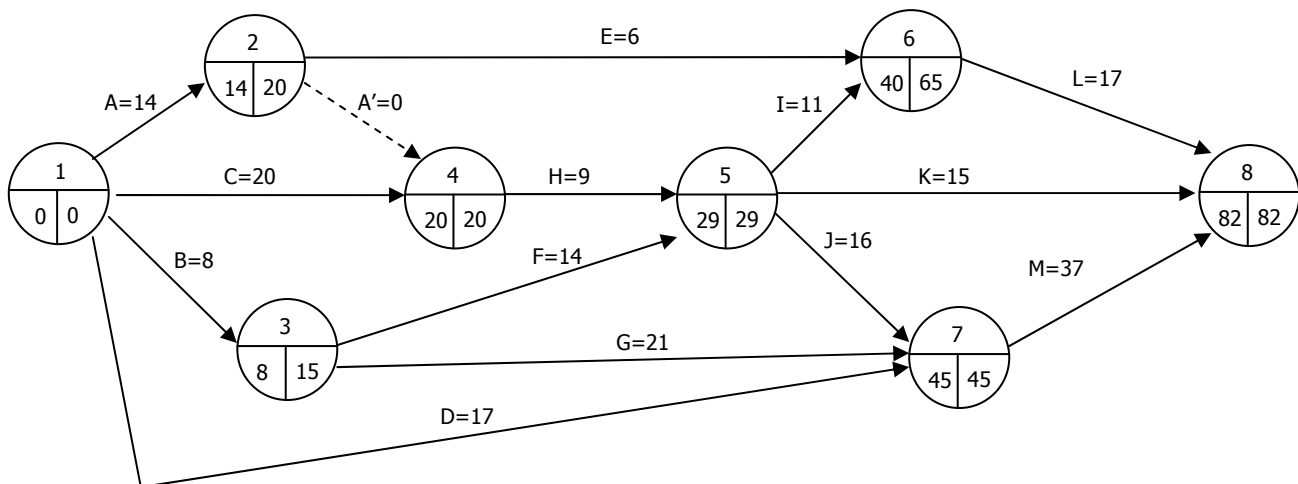 2
14 20
E=6
6
40 65
A=14
A’=0
I=11
L=17
1
0 0
C=20
4
20 20
H=9
5
29 29
K=15
8
82 82
B=8
F=14
J=16
M=37
3
8 15
G=21
7
45 45
D=17